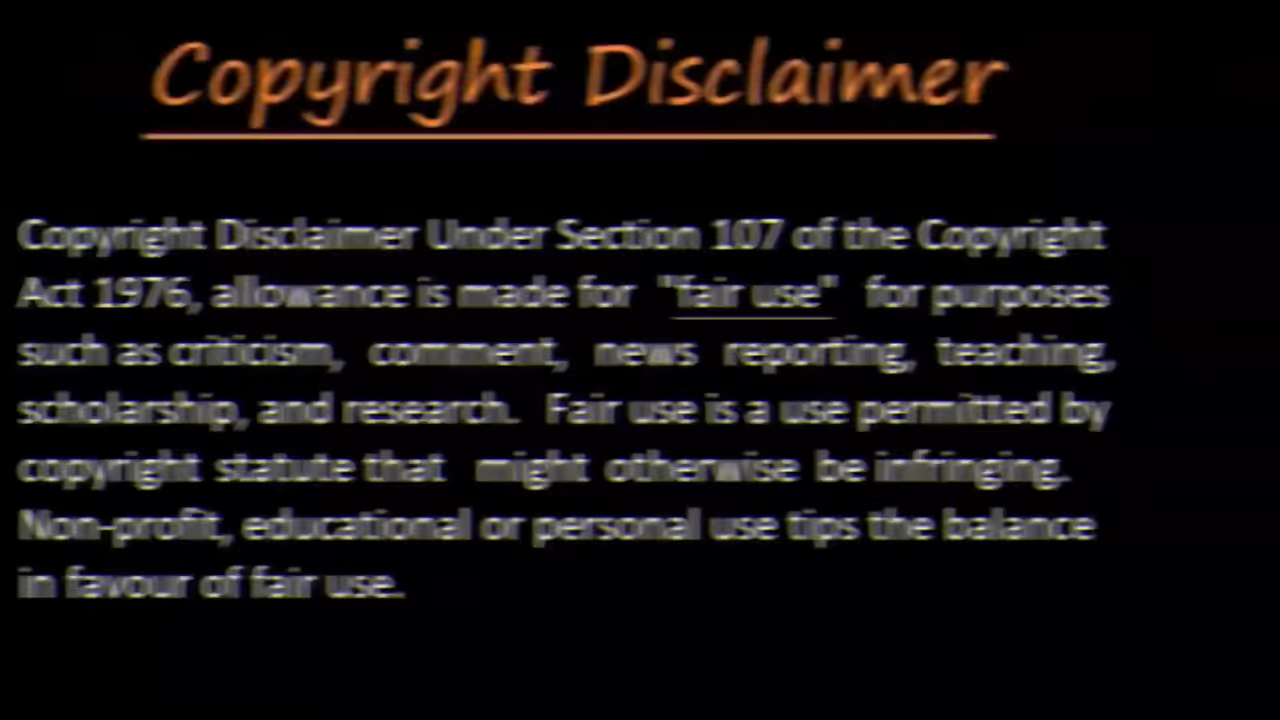 Copyright Disclaimer
Copyright Disclaimer Under Section 107 of the Copyright
Act 1976, allowance is made for "fair use" for purposes
such as criticism, comment, news reporting, teaching,
scholarship, and research. Fair use is a use permitted by
copyright statute that might otherwise be infringing.
Non-profit, educational or personal use tips the balance
in favour of fair use.